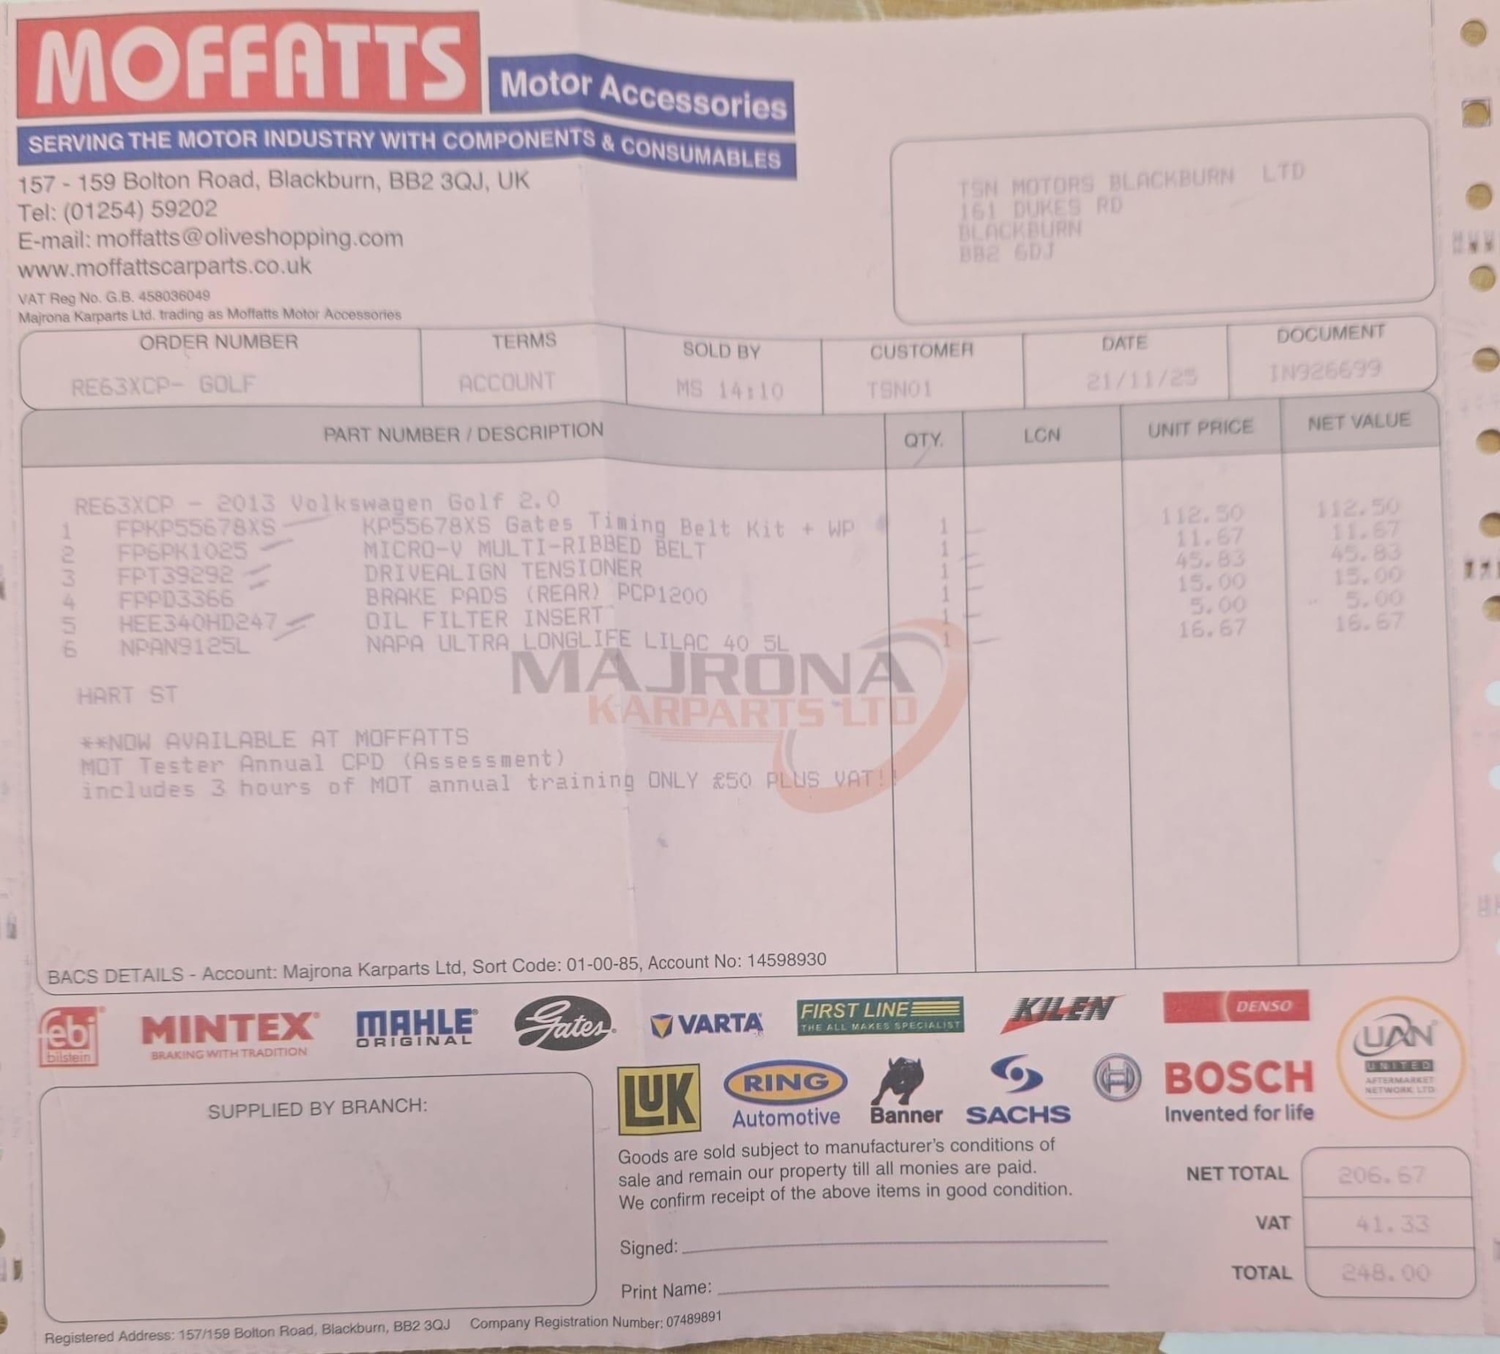 MOFFATTS
Motor Accessories
SERVING THE MOTOR INDUSTRY WITH COMPONENTS & CONSUMABLES
157 - 159 Bolton Road, Blackburn, BB2 3QJ, UK
Tel: (01254) 59202
E-mail: moffatts@oliveshopping.com
www.moffattscarparts.co.uk
VAT Reg No. G.B. 458036049
Majrona Karparts Ltd. trading as Moffatts Motor Accessories
TSN MOTORS BLACKBURN LTD
161 DUKES RD
BLACKBURN
BB2 6DJ
ORDER NUMBER TERMS SOLD BY CUSTOMER DATE DOCUMENT
RE63XCP- GOLF ACCOUNT MS 14:10 TSN01 21/11/25 IN926699
PART NUMBER / DESCRIPTION QTY. LCN UNIT PRICE NET VALUE
RE63XCP - 2013 Volkswagen Golf 2.0
1 FPKP55678XS KP55678XS Gates Timing Belt Kit + WP 1 112.50 112.50
2 FP6PK1025 MICRO-V MULTI-RIBBED BELT 1 11.67 11.67
3 FPT39292 DRIVEALIGN TENSIONER 1 45.83 45.83
4 FPPD3366 BRAKE PADS (REAR) PCP1200 1 15.00 15.00
5 HEE340HD247 OIL FILTER INSERT 1 5.00 5.00
6 NPAN9125L NAPA ULTRA LONGLIFE LILAC 40 5L 1 16.67 16.67
MAJRONA
KARPARTS LTD
HART ST
**NOW AVAILABLE AT MOFFATTS
MOT Tester Annual CPD (Assessment)
includes 3 hours of MOT annual training ONLY £50 PLUS VAT!
BACS DETAILS - Account: Majrona Karparts Ltd, Sort Code: 01-00-85, Account No: 14598930
febi
bilstein
MINTEX
BRAKING WITH TRADITION
MAHLE
ORIGINAL
Gates
VARTA
FIRST LINE
THE ALL MAKES SPECIALIST
KILEN
DENSO
UAN
UNITED
AFTERMARKET
NETWORK LTD
LUK
RING
Automotive
Banner
SACHS
BOSCH
Invented for life
SUPPLIED BY BRANCH:
Goods are sold subject to manufacturer's conditions of
sale and remain our property till all monies are paid.
We confirm receipt of the above items in good condition.
Signed:
Print Name:
NET TOTAL 206.67
VAT 41.33
TOTAL 248.00
Registered Address: 157/159 Bolton Road, Blackburn, BB2 3QJ Company Registration Number: 07489891